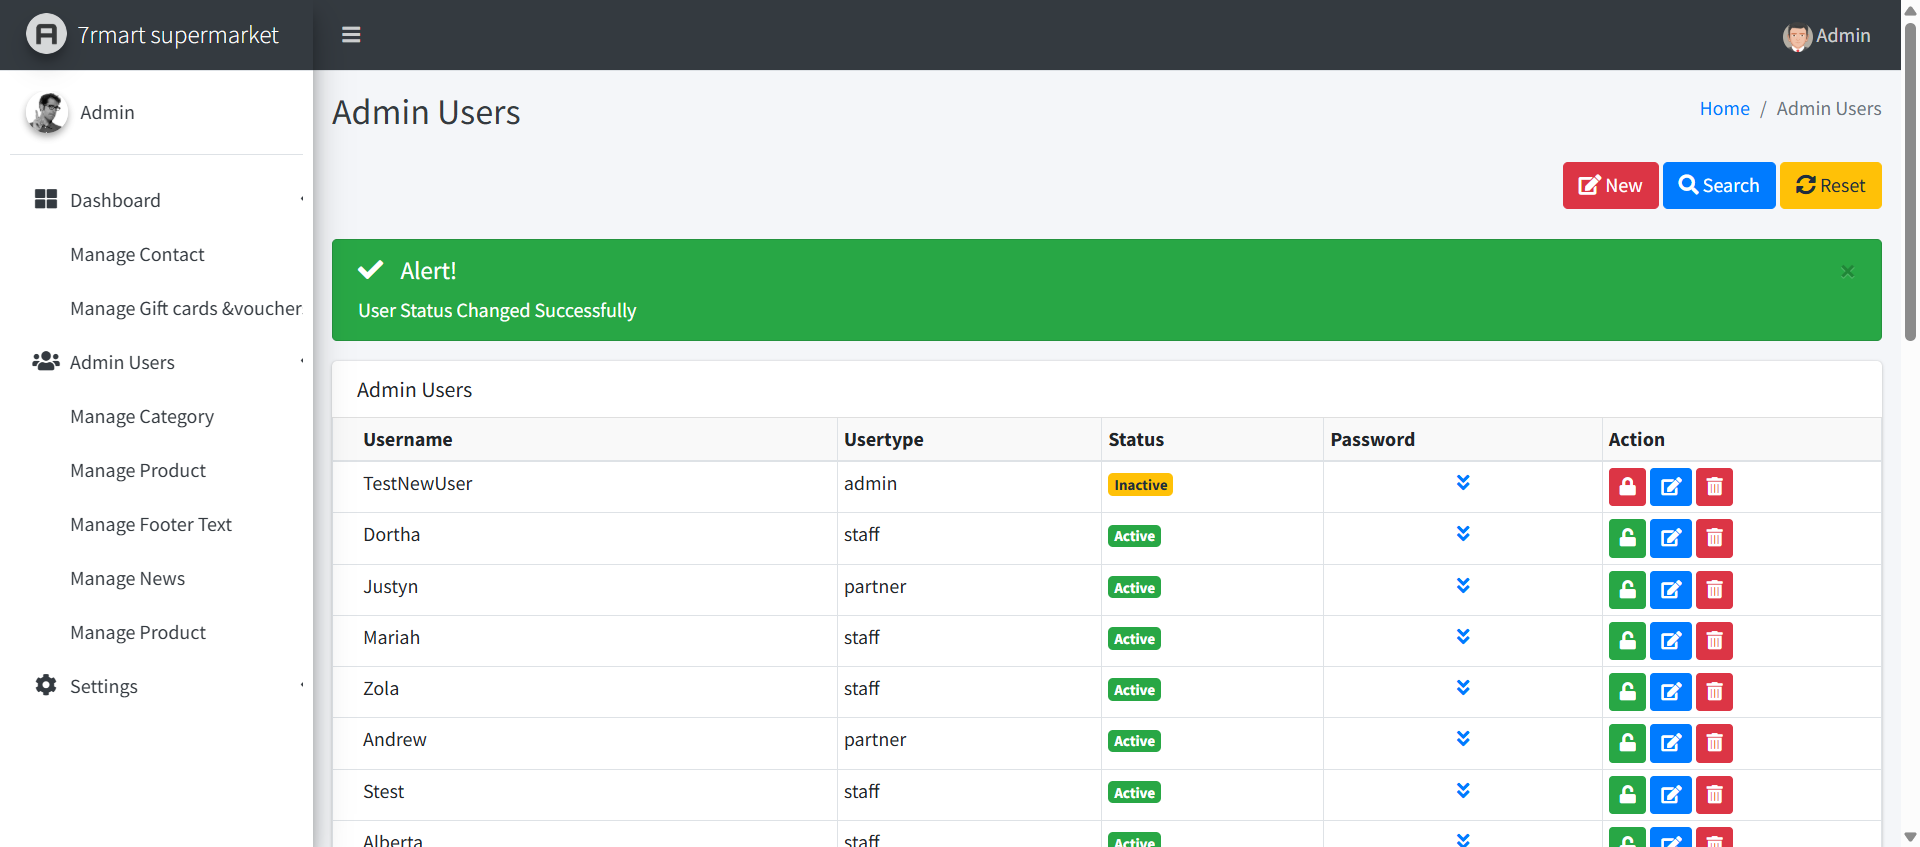 7rmart supermarket
Admin
Admin
Admin Users
Home / Admin Users
Dashboard
Manage Contact
Manage Gift cards &voucher
Admin Users
Manage Category
Manage Product
Manage Footer Text
Manage News
Manage Product
Settings
New Search Reset
Alert!
×
User Status Changed Successfully
Admin Users
Username Usertype Status Password Action
TestNewUser admin Inactive
Dortha staff Active
Justyn partner Active
Mariah staff Active
Zola staff Active
Andrew partner Active
Stest staff Active
Alberta staff Active